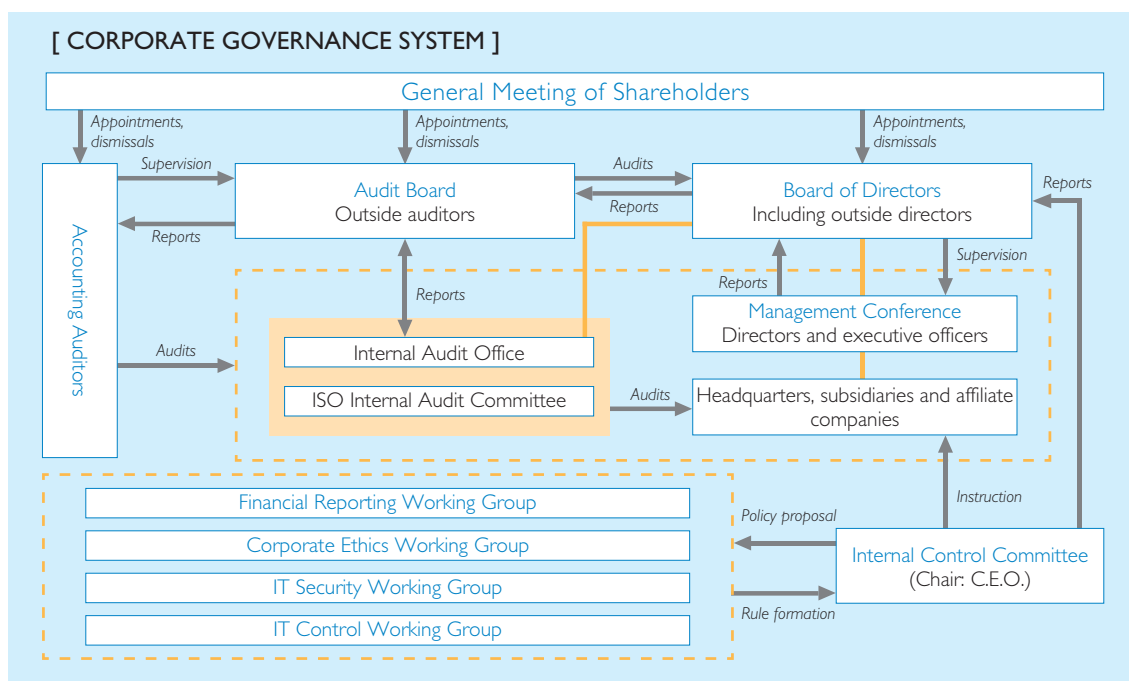 [ CORPORATE GOVERNANCE SYSTEM ]
General Meeting of Shareholders
Appointments,
dismissals
Appointments,
dismissals
Appointments,
dismissals
Accounting Auditors
Supervision
Reports
Audit Board
Outside auditors
Audits
Reports
Board of Directors
Including outside directors
Reports
Reports
Reports
Supervision
Management Conference
Directors and executive officers
Audits
Internal Audit Office
ISO Internal Audit Committee
Audits
Headquarters, subsidiaries and affiliate
companies
Financial Reporting Working Group
Corporate Ethics Working Group
IT Security Working Group
IT Control Working Group
Instruction
Policy proposal
Rule formation
Internal Control Committee
(Chair: C.E.O.)